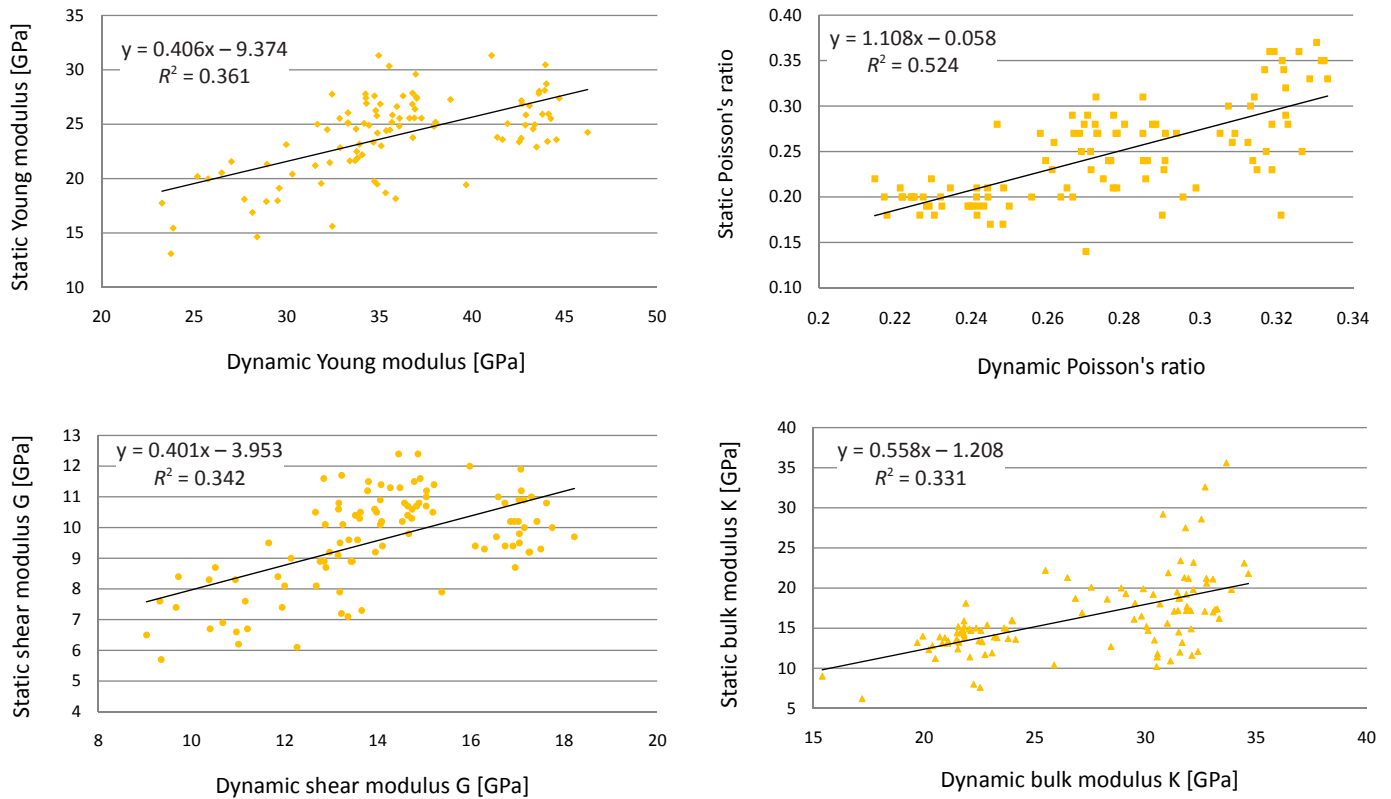 Static Young modulus [GPa]
35
30
25
20
15
10
y = 0.406x – 9.374
R² = 0.361
20 25 30 35 40 45 50
Dynamic Young modulus [GPa]
Static Poisson's ratio
0.40
0.35
0.30
0.25
0.20
0.15
0.10
y = 1.108x – 0.058
R² = 0.524
0.2 0.22 0.24 0.26 0.28 0.30 0.32 0.34
Dynamic Poisson's ratio
Static shear modulus G [GPa]
13
12
11
10
9
8
7
6
5
4
y = 0.401x – 3.953
R² = 0.342
8 10 12 14 16 18 20
Dynamic shear modulus G [GPa]
Static bulk modulus K [GPa]
40
35
30
25
20
15
10
5
y = 0.558x – 1.208
R² = 0.331
15 20 25 30 35 40
Dynamic bulk modulus K [GPa]